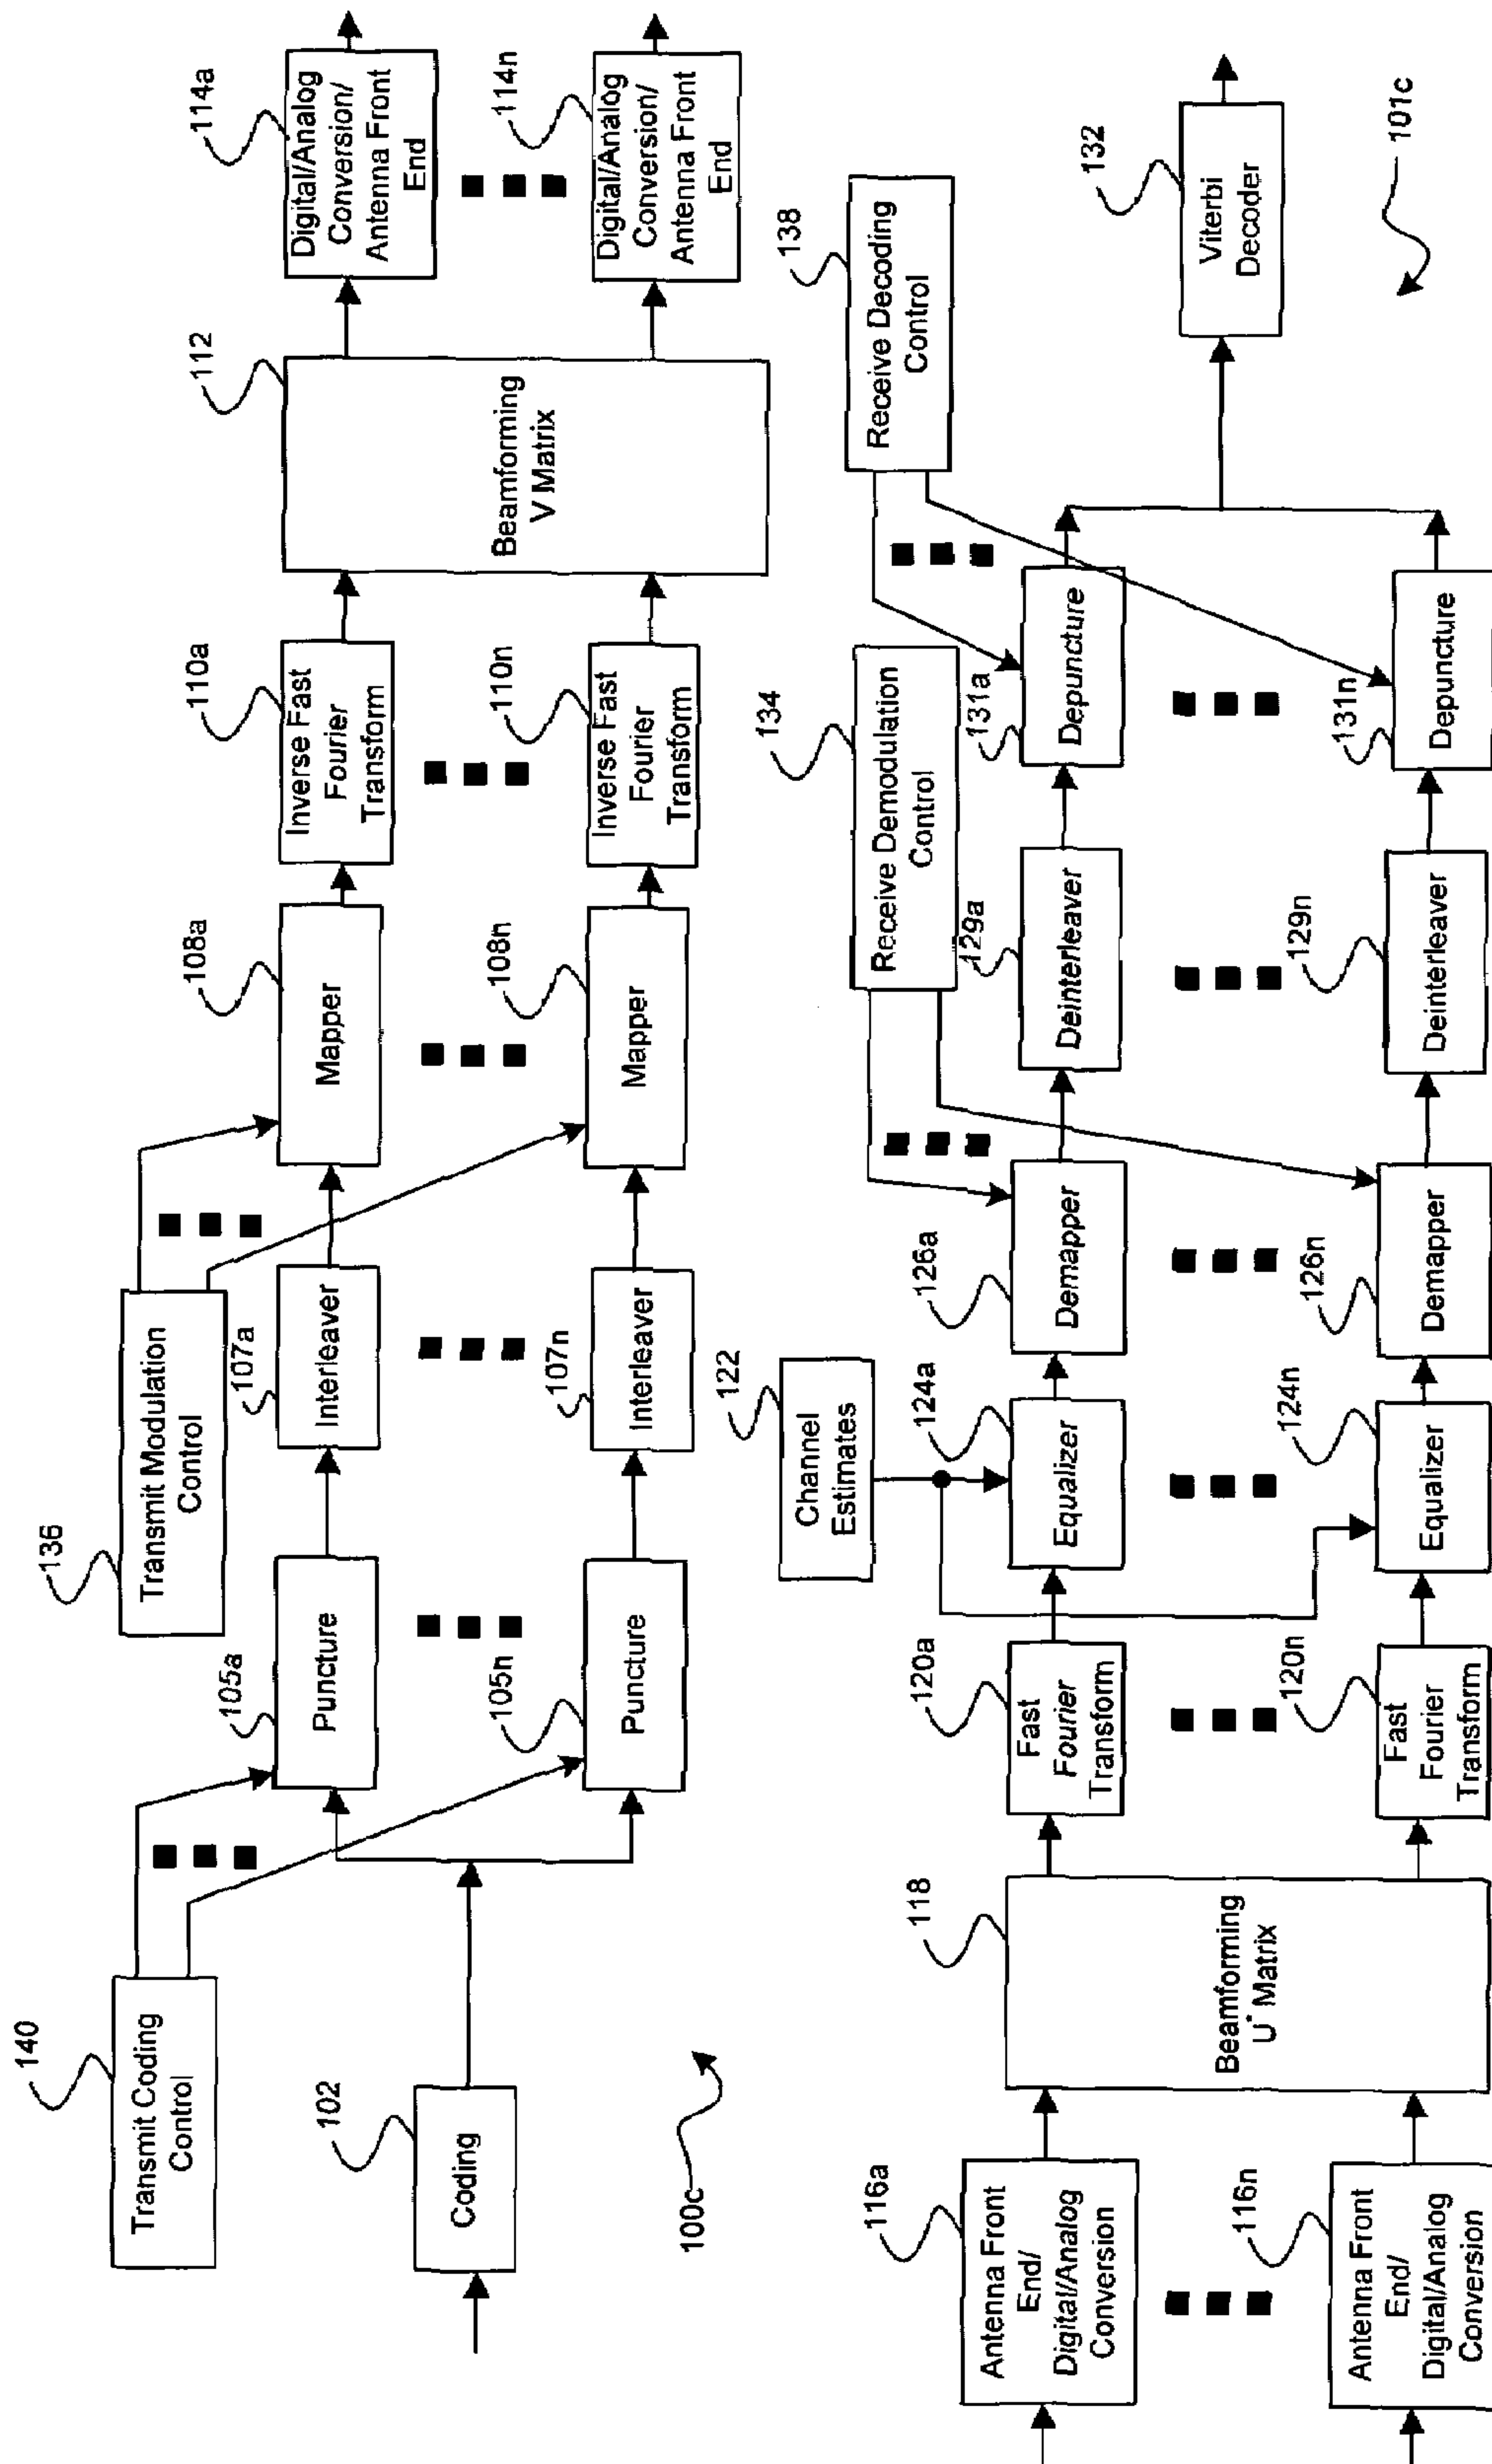 140
Transmit Coding
Control
136
Transmit Modulation
Control
102
Coding
105a
Puncture
105n
Puncture
107a
Interleaver
107n
Interleaver
108a
Mapper
108n
Mapper
110a
Inverse Fast
Fourier
Transform
110n
Inverse Fast
Fourier
Transform
112
Beamforming
V Matrix
114a
Digital/Analog
Conversion/
Antenna Front
End
114n
Digital/Analog
Conversion/
Antenna Front
End
100c
116a
Antenna Front
End/
Digital/Analog
Conversion
116n
Antenna Front
End/
Digital/Analog
Conversion
118
Beamforming
U* Matrix
120a
Fast
Fourier
Transform
120n
Fast
Fourier
Transform
122
Channel
Estimates
124a
Equalizer
124n
Equalizer
126a
Demapper
126n
Demapper
134
Receive Demodulation
Control
129a
Deinterleaver
129n
Deinterleaver
138
Receive Decoding
Control
131a
Depuncture
131n
Depuncture
132
Viterbi
Decoder
101c